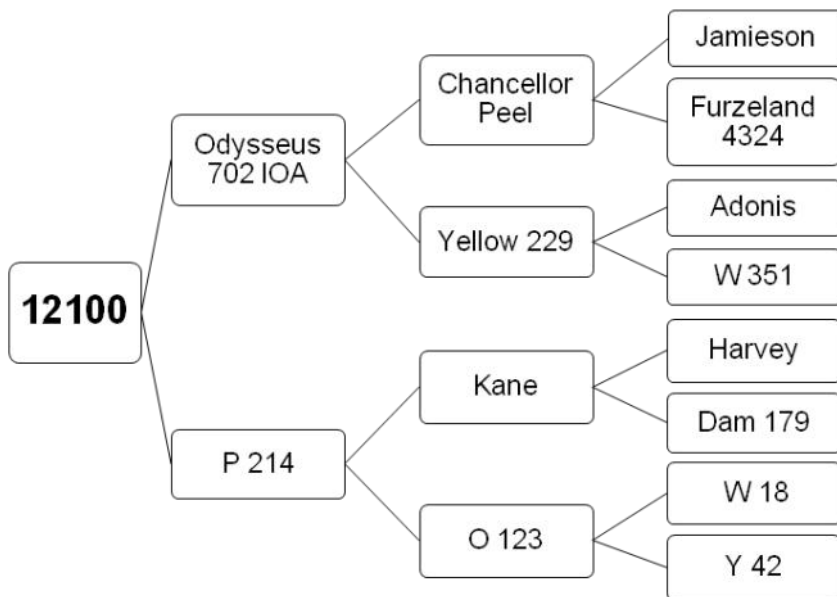 12100
Odysseus
702 IOA
P 214
Chancellor
Peel
Yellow 229
Kane
O 123
Jamieson
Furzeland
4324
Adonis
W 351
Harvey
Dam 179
W 18
Y 42